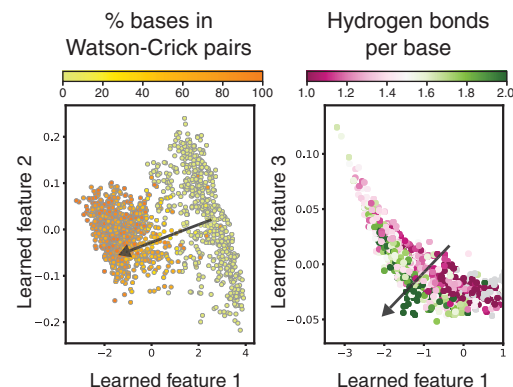 % bases in
Watson-Crick pairs
0 20 40 60 80 100
Learned feature 2
0.2
0.1
0.0
−0.1
−0.2
−2 0 2 4
Learned feature 1
Hydrogen bonds
per base
1.0 1.2 1.4 1.6 1.8 2.0
Learned feature 3
0.10
0.05
0.00
−0.05
−3 −2 −1 0 1
Learned feature 1